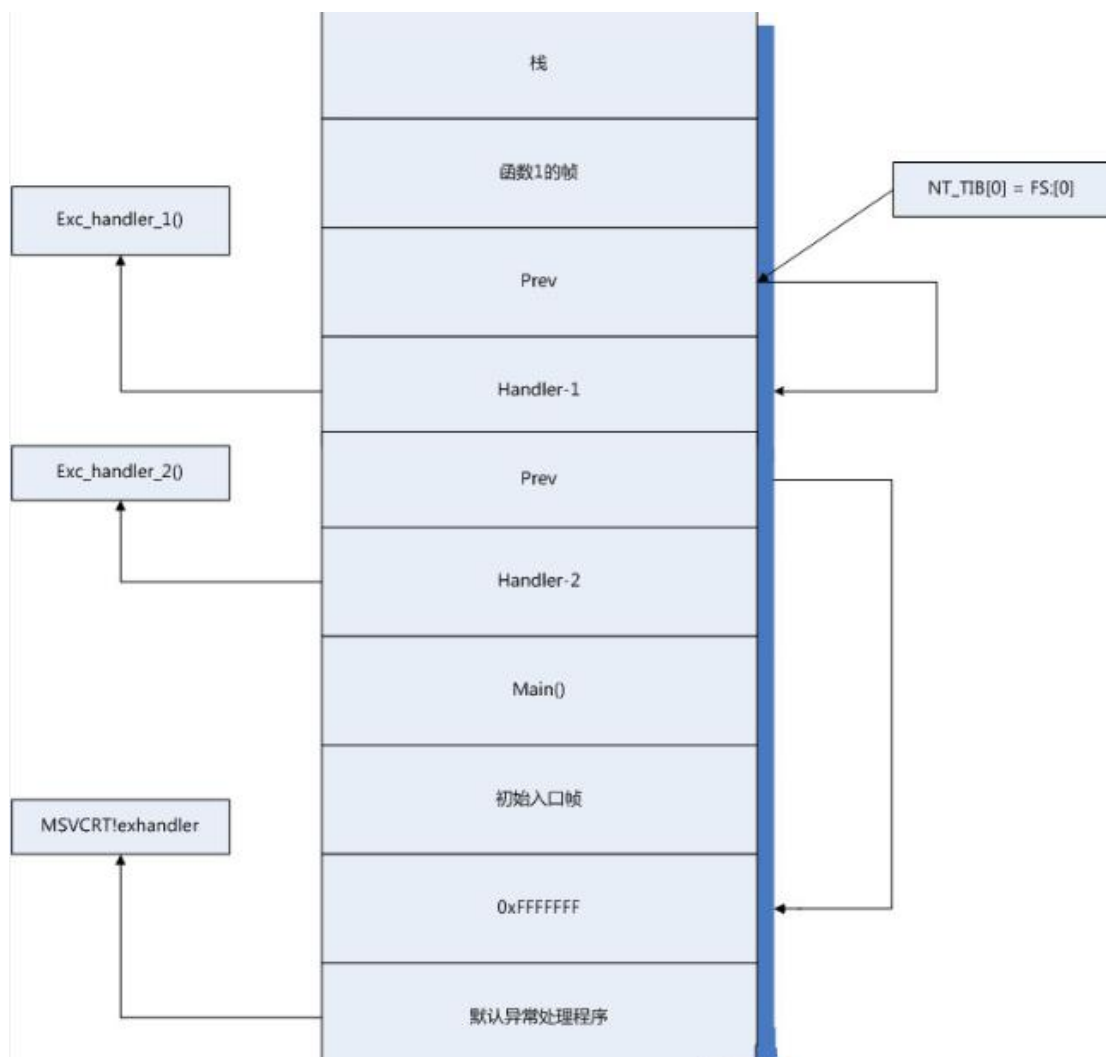 栈
函数1的帧
NT_TIB[0] = FS:[0]
Exc_handler_1()
Prev
Handler-1
Exc_handler_2()
Prev
Handler-2
Main()
初始入口帧
MSVCRT!exhandler
0xFFFFFFF
默认异常处理程序